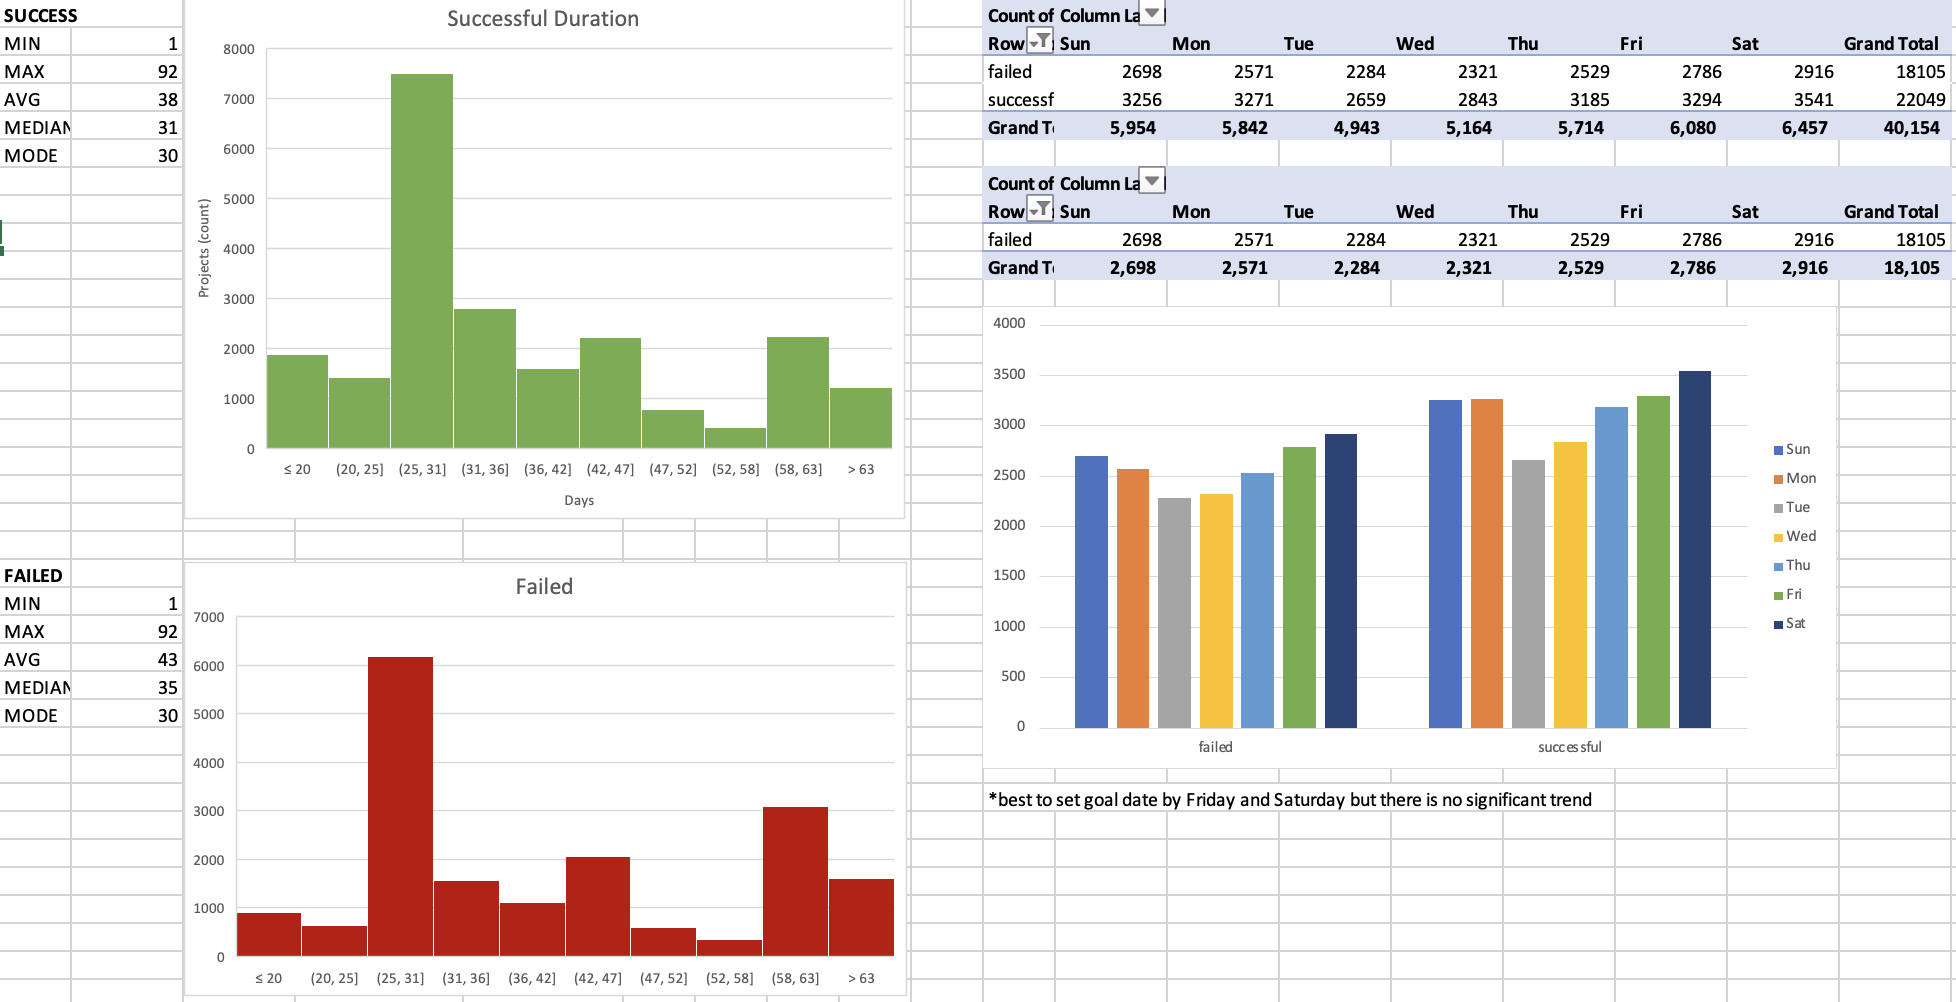 SUCCESS
MIN 1
MAX 92
AVG 38
MEDIAN 31
MODE 30
Successful Duration
8000
7000
6000
5000
4000
3000
2000
1000
0
Projects (count)
≤ 20 (20, 25] (25, 31] (31, 36] (36, 42] (42, 47] (47, 52] (52, 58] (58, 63] > 63
Days
FAILED
MIN 1
MAX 92
AVG 43
MEDIAN 35
MODE 30
Failed
7000
6000
5000
4000
3000
2000
1000
0
≤ 20 (20, 25] (25, 31] (31, 36] (36, 42] (42, 47] (47, 52] (52, 58] (58, 63] > 63
Count of Column La
Row Sun Mon Tue Wed Thu Fri Sat Grand Total
failed 2698 2571 2284 2321 2529 2786 2916 18105
successf 3256 3271 2659 2843 3185 3294 3541 22049
Grand T 5,954 5,842 4,943 5,164 5,714 6,080 6,457 40,154
Count of Column La
Row Sun Mon Tue Wed Thu Fri Sat Grand Total
failed 2698 2571 2284 2321 2529 2786 2916 18105
Grand T 2,698 2,571 2,284 2,321 2,529 2,786 2,916 18,105
4000
3500
3000
2500
2000
1500
1000
500
0
failed successful
Sun
Mon
Tue
Wed
Thu
Fri
Sat
*best to set goal date by Friday and Saturday but there is no significant trend